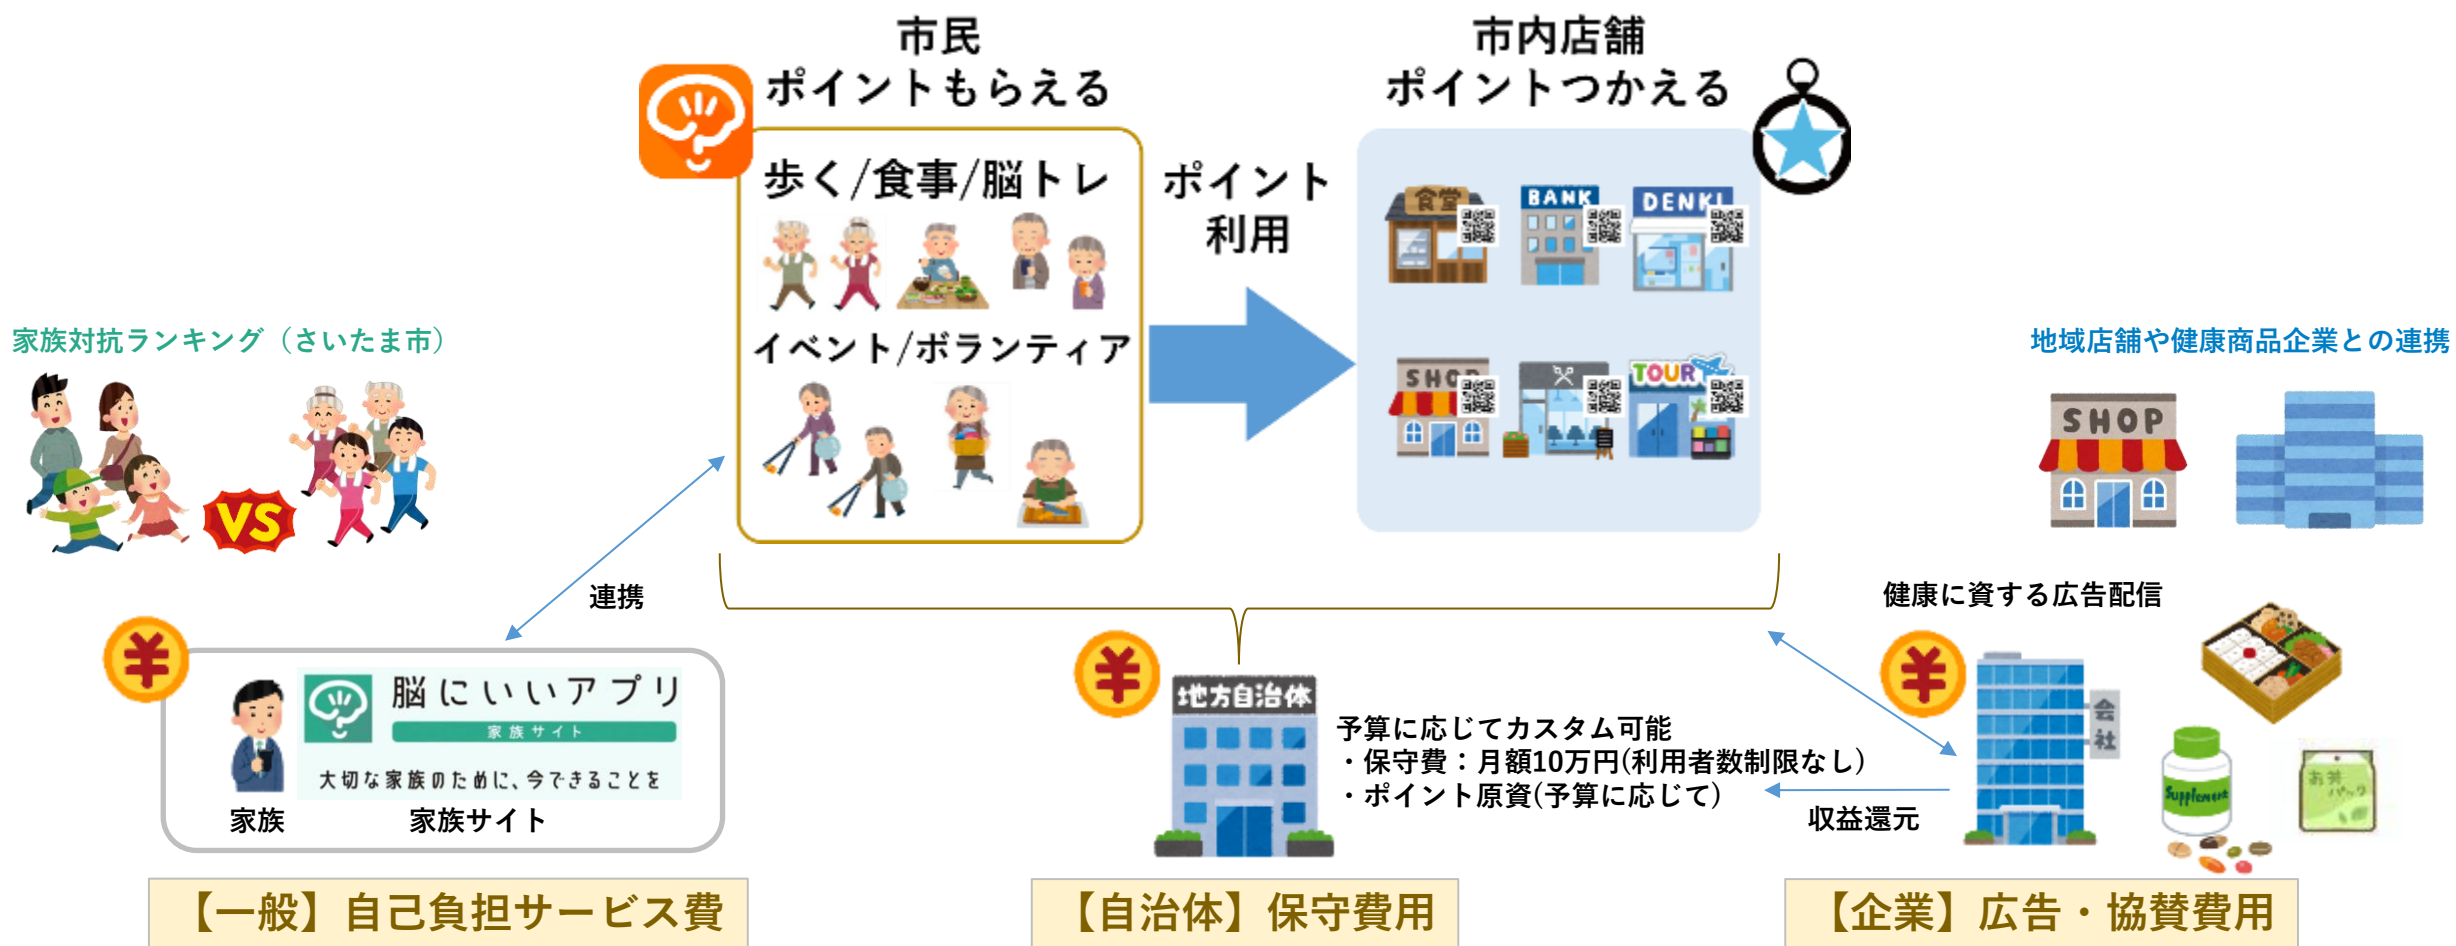 市民
ポイントもらえる
市内店舗
ポイントつかえる
歩く/食事/脳トレ
イベント/ボランティア
ポイント
利用
食堂
BANK
DENKI
SHOP
TOUR
家族対抗ランキング（さいたま市）
VS
地域店舗や健康商品企業との連携
SHOP
連携
健康に資する広告配信
¥
脳にいいアプリ
家族サイト
大切な家族のために、今できることを
家族
家族サイト
¥
地方自治体
予算に応じてカスタム可能
・保守費：月額10万円(利用者数制限なし)
・ポイント原資(予算に応じて)
収益還元
¥
会社
Supplement
お茶
パック
【一般】自己負担サービス費
【自治体】保守費用
【企業】広告・協賛費用